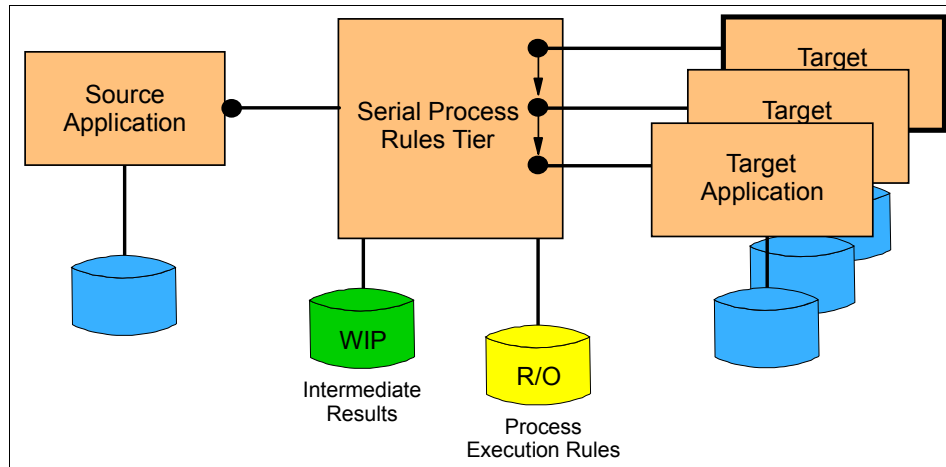 Source
Application
Serial Process
Rules Tier
Target
Target
Target
Application
WIP
Intermediate
Results
R/O
Process
Execution Rules